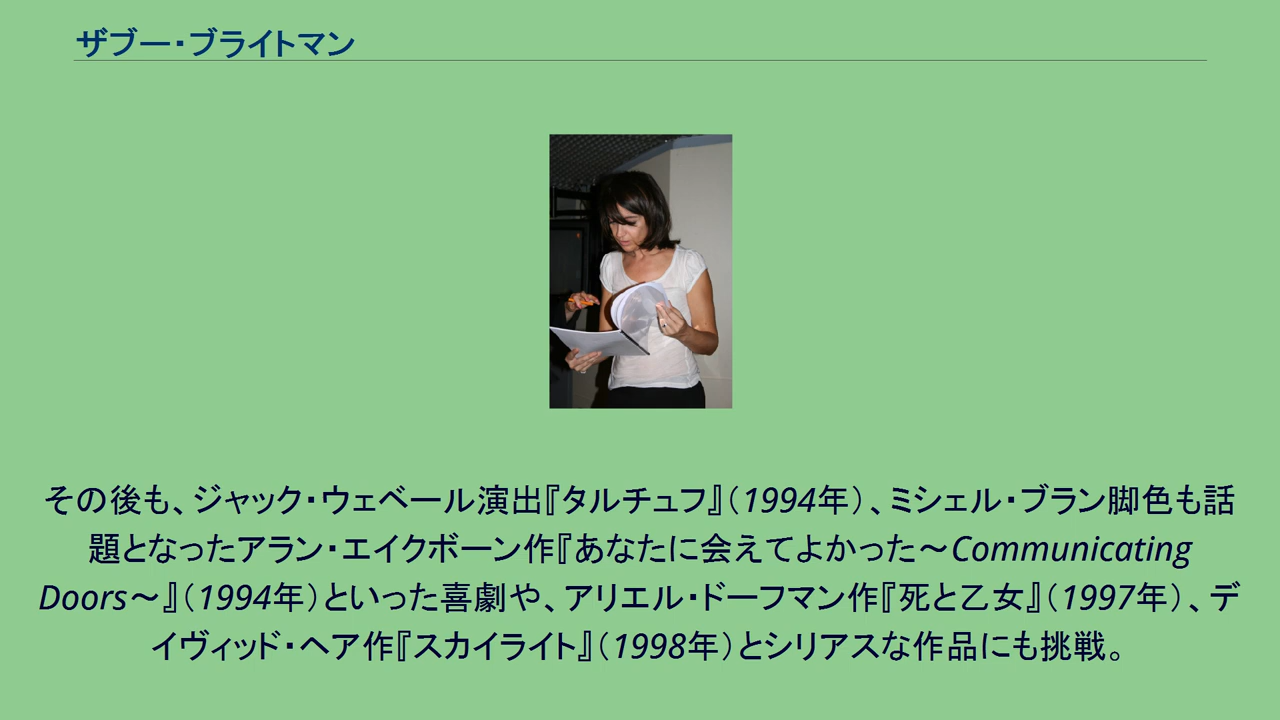 ザブー・ブライトマン
その後も、ジャック・ウェベール演出『タルチュフ』（1994年）、ミシェル・ブラン脚色も話
題となったアラン・エイクボーン作『あなたに会えてよかった～Communicating
Doors～』（1994年）といった喜劇や、アリエル・ドーフマン作『死と乙女』（1997年）、デ
イヴィッド・ヘア作『スカイライト』（1998年）とシリアスな作品にも挑戦。